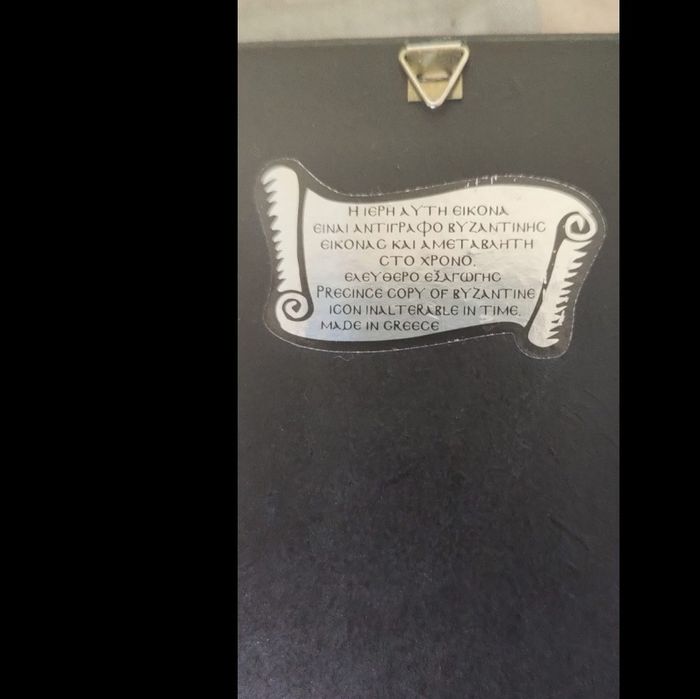 Η ΙΕΡΗ ΑΥΤΗ ΕΙΚΟΝΑ
ΕΙΝΑΙ ΑΝΤΙΓΡΑΦΟ ΒΥΖΑΝΤΙΝΗΣ
ΕΙΚΟΝΑΣ ΚΑΙ ΑΜΕΤΑΒΛΗΤΗ
ΣΤΟ ΧΡΟΝΟ.
ΕΛΕΥΘΕΡΟ ΕΞΑΓΩΓΗΣ
PRECINCE COPY OF BYZANTINE
ICON INALTERABLE IN TIME.
MADE IN GREECE